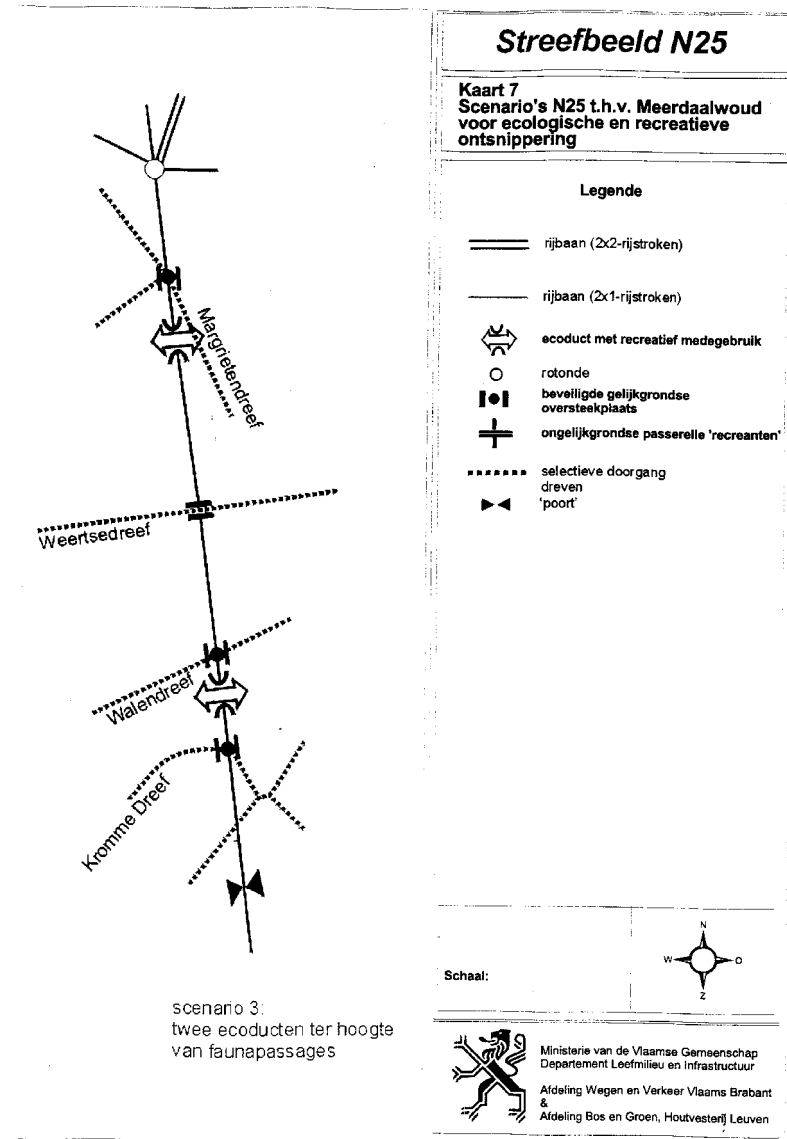 Streefbeeld N25
Kaart 7
Scenario's N25 t.h.v. Meerdaalwoud
voor ecologische en recreatieve
ontsnippering
Legende
rijbaan (2x2-rijstroken)
rijbaan (2x1-rijstroken)
ecoduct met recreatief medegebruik
rotonde
beveiligde gelijkgrondse
oversteekplaats
ongelijkgrondse passerelle 'recreanten'
selectieve doorgang
dreven
'poort'
Margrietendreef
Weertsedreef
Walendreef
Kromme Dreef
scenario 3:
twee ecoducten ter hoogte
van faunapassages
Schaal:
N
W
O
Z
Ministerie van de Vlaamse Gemeenschap
Departement Leefmilieu en Infrastructuur
Afdeling Wegen en Verkeer Vlaams Brabant
&
Afdeling Bos en Groen, Houtvesterij Leuven